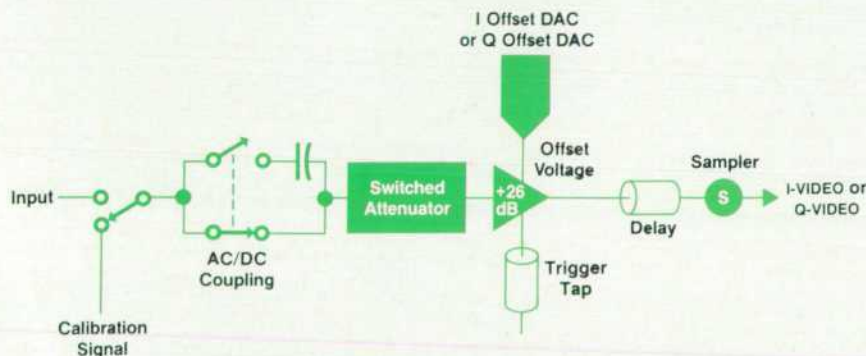 I Offset DAC
or Q Offset DAC
Offset
Voltage
Sampler
Input
Switched
Attenuator
+26
dB
S
I-VIDEO or
Q-VIDEO
Delay
AC/DC
Coupling
Trigger
Tap
Calibration
Signal